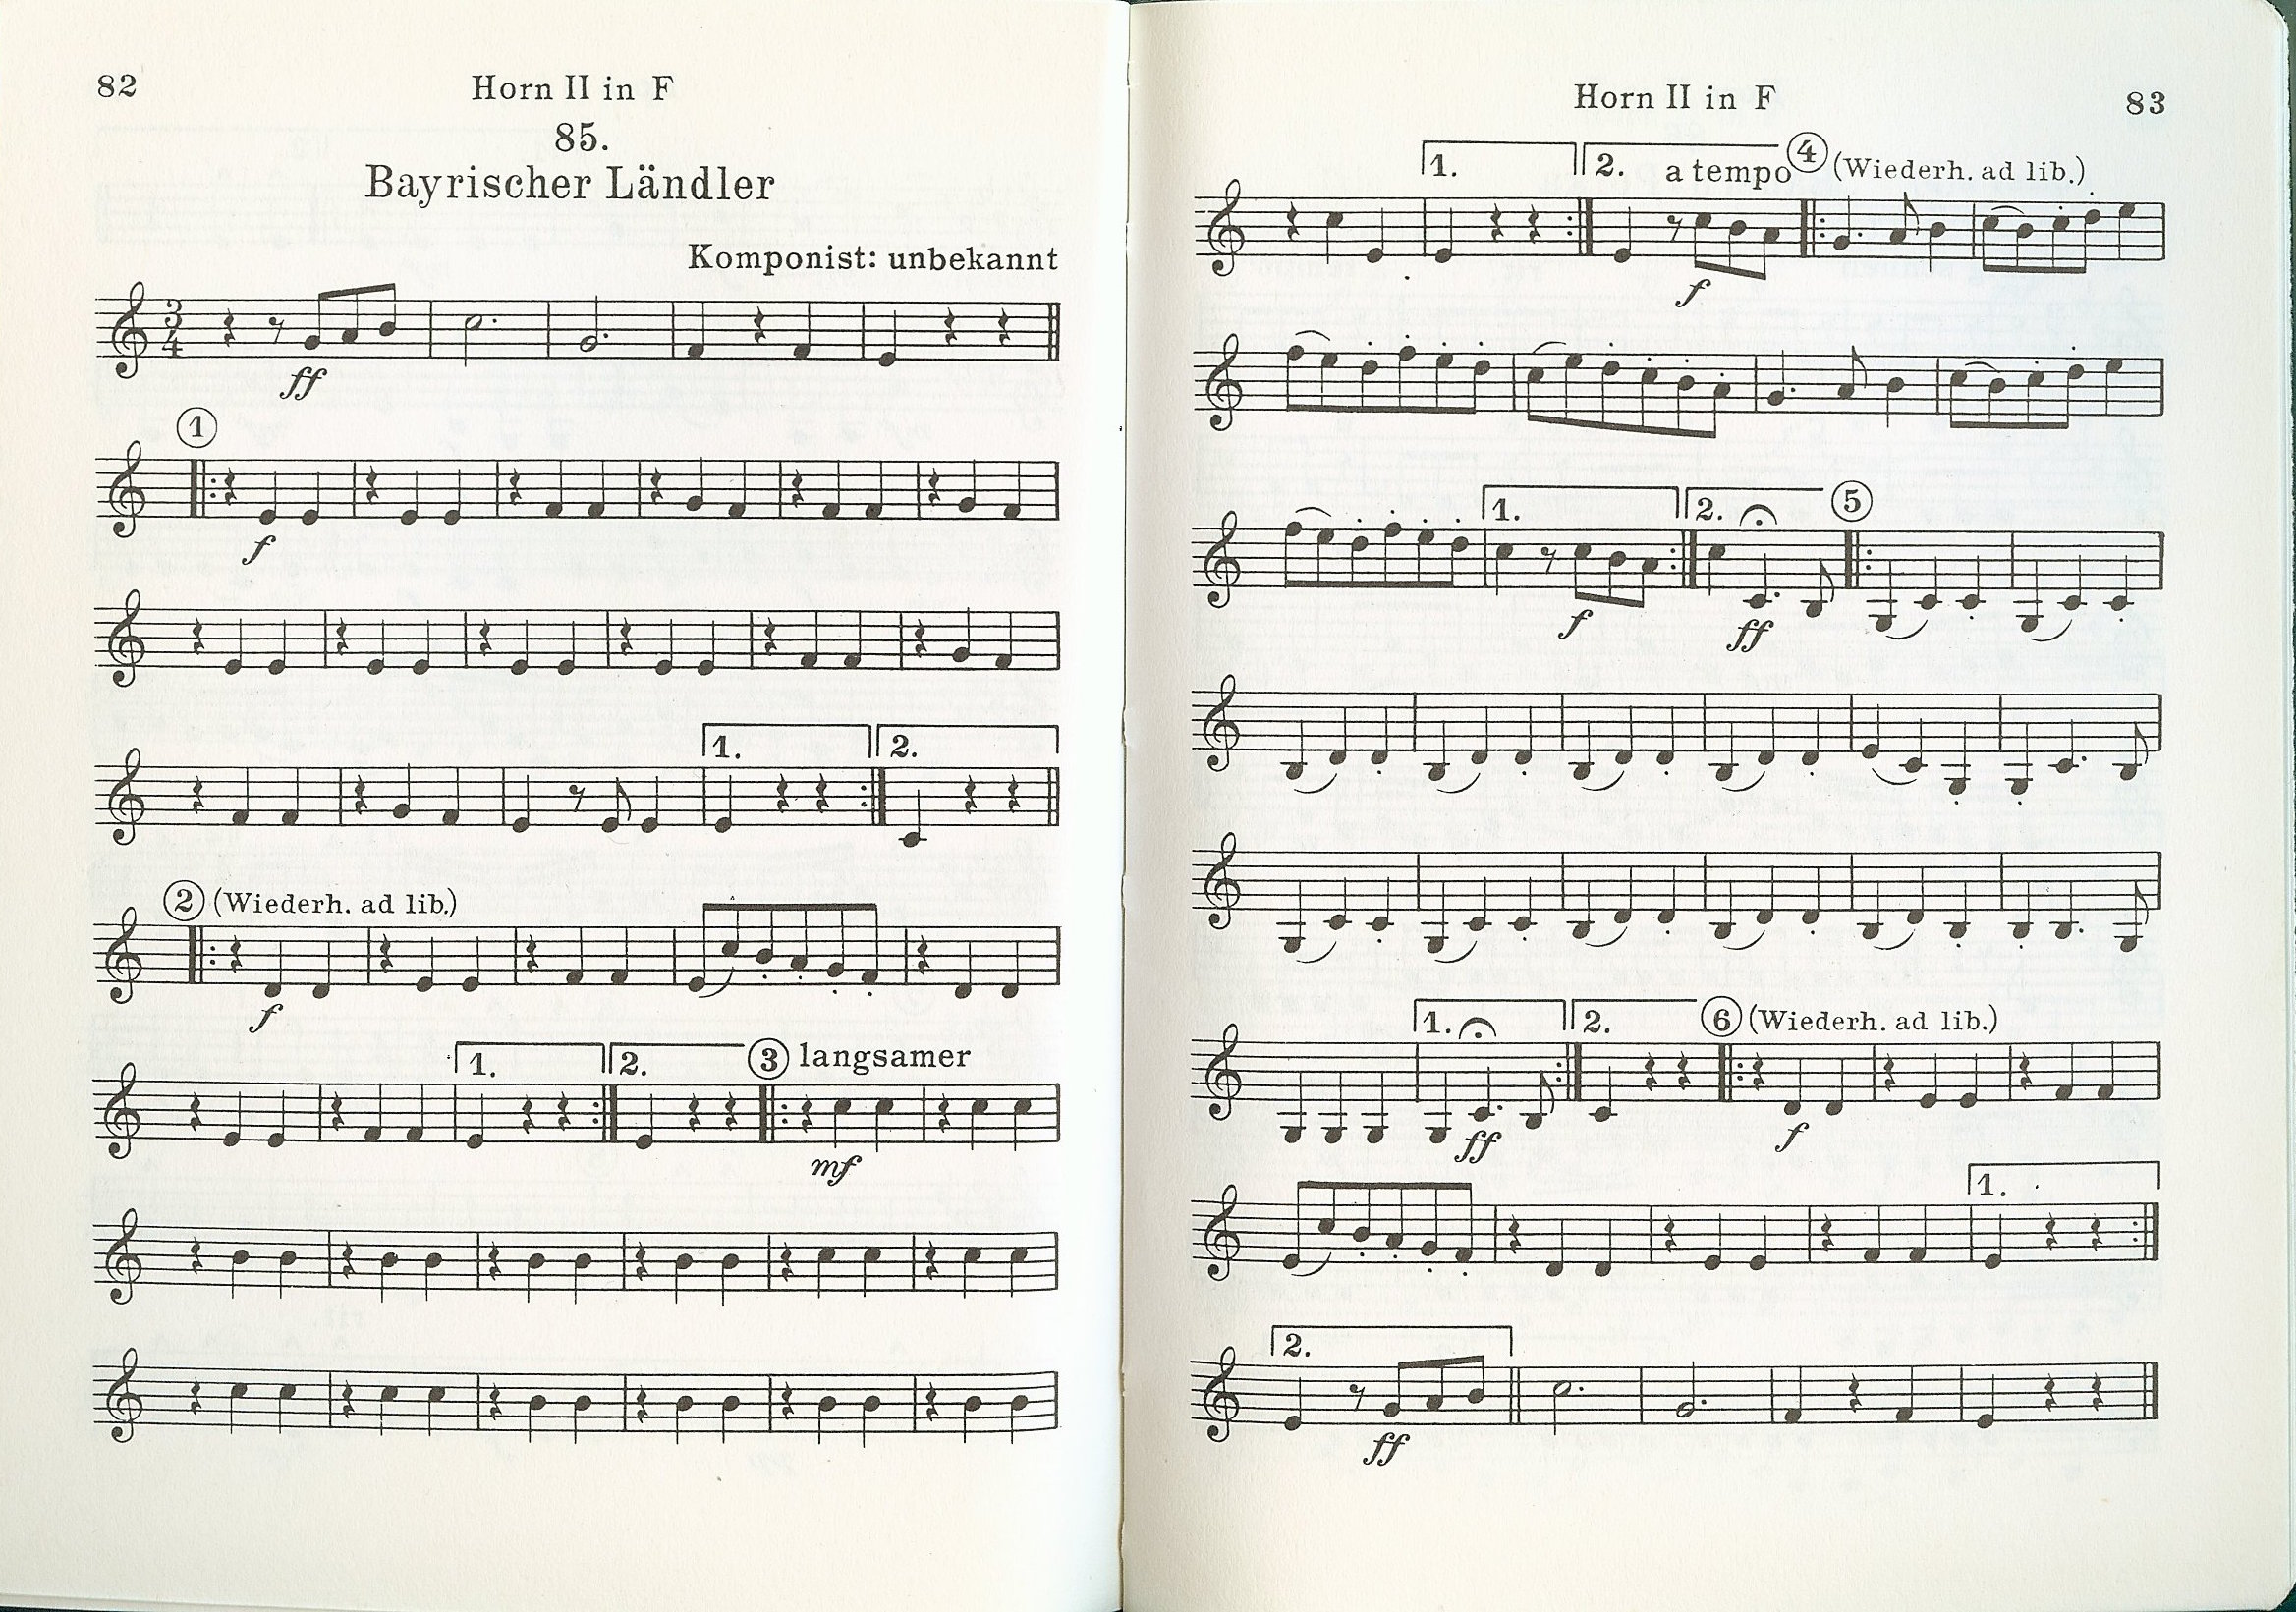 82 Horn II in F
85.
Bayrischer Ländler
Komponist: unbekannt
3
4
ff
1
f
1. 2.
2 (Wiederh. ad lib.)
f
1. 2. 3 langsamer
mf
Horn II in F 83
1. 2. a tempo 4 (Wiederh. ad lib.)
f
1. 2. 5
f ff
1. 2. 6 (Wiederh. ad lib.)
ff f
1.
2.
ff